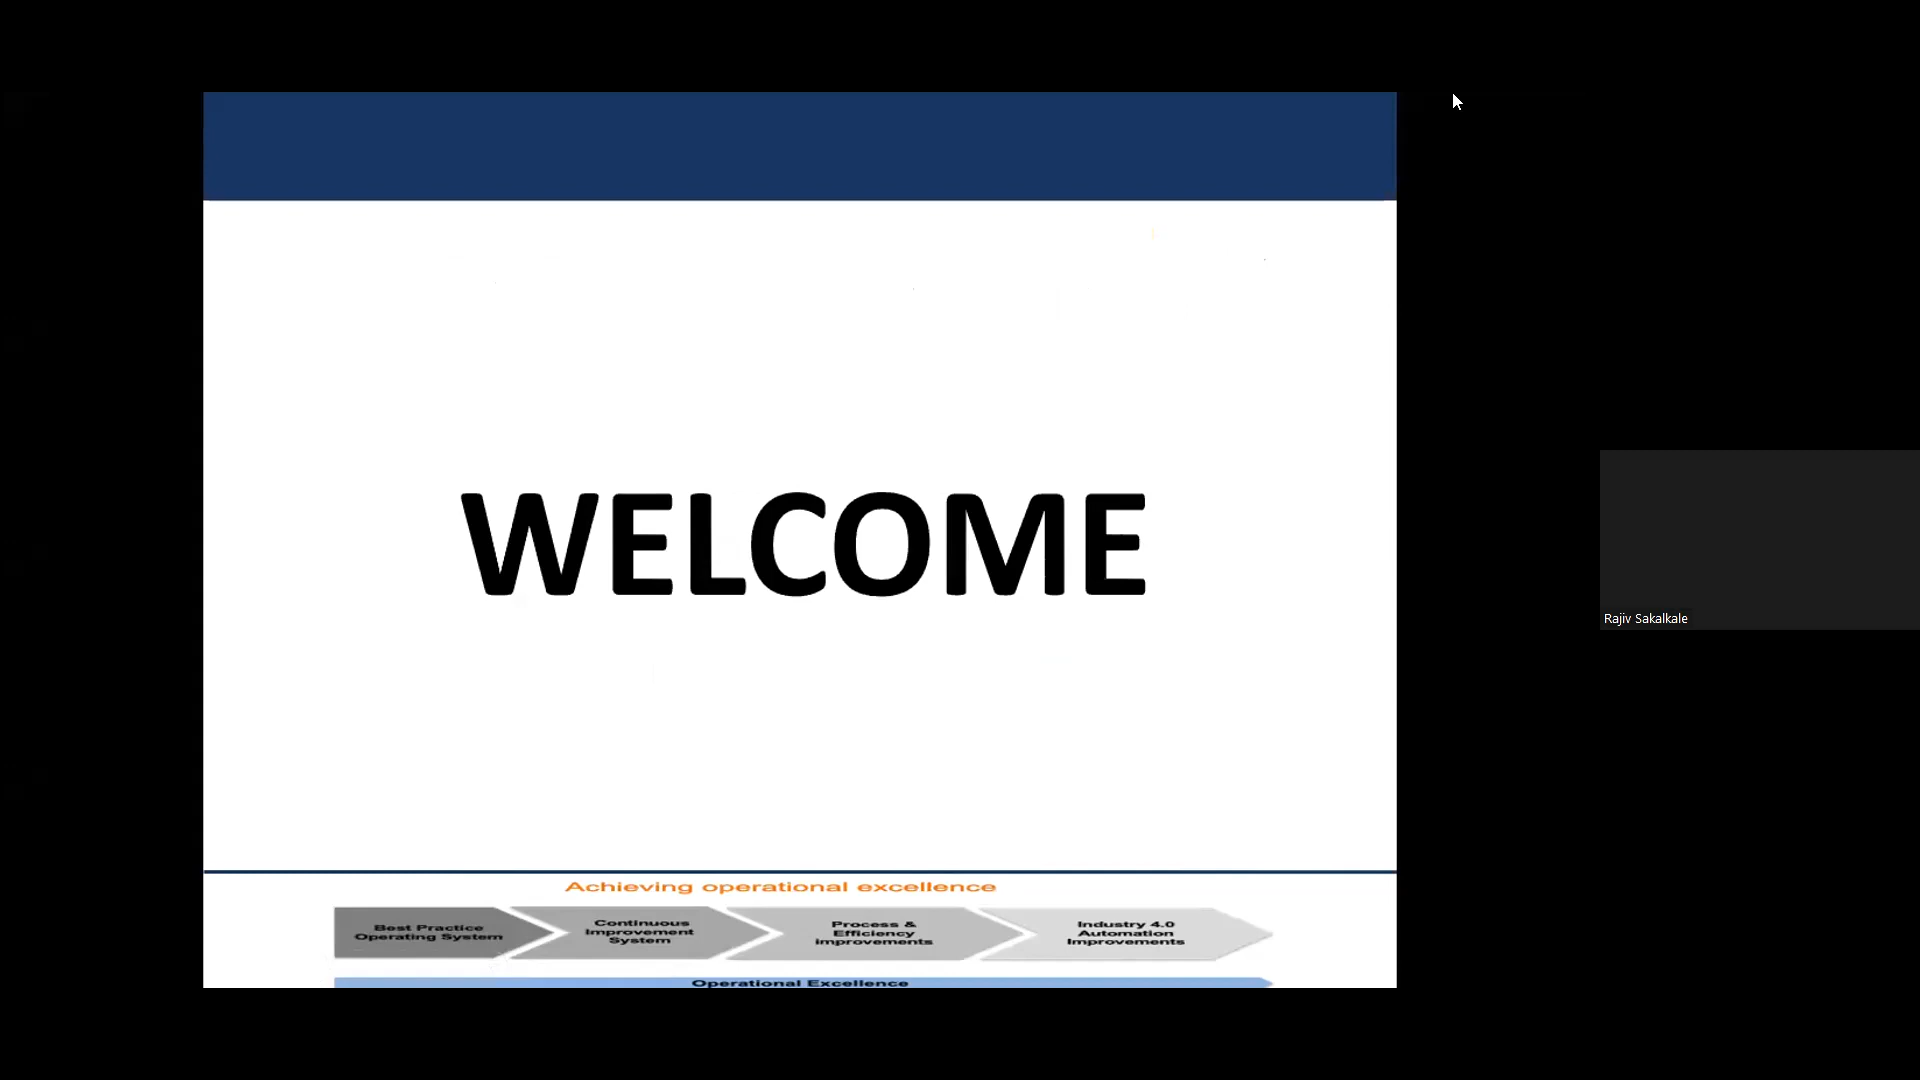 WELCOME
Rajiv Sakalkale
Achieving operational excellence
Best Practice
Operating System
Continuous
Improvement
System
Process &
Efficiency
improvements
Industry 4.0
Automation
Improvements
Operational Excellence